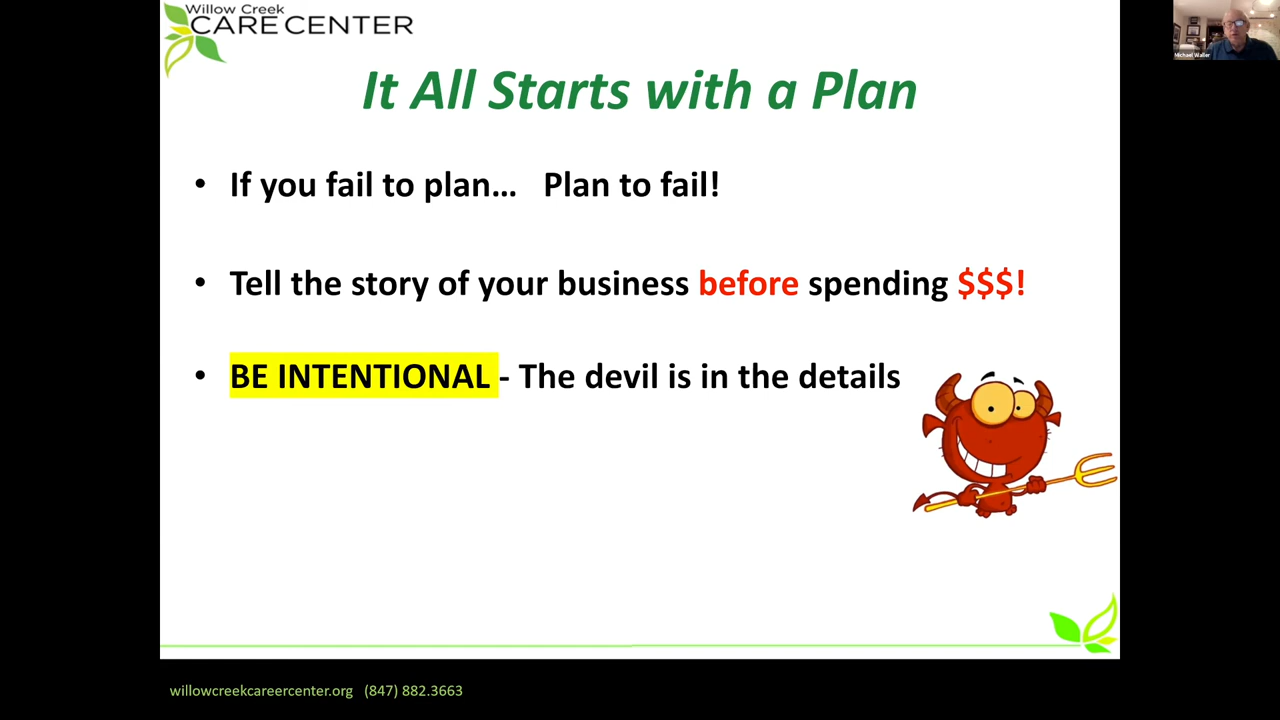 Willow Creek
CARE CENTER
Michael Waller
It All Starts with a Plan
• If you fail to plan... Plan to fail!
• Tell the story of your business before spending $$$!
• BE INTENTIONAL - The devil is in the details
willowcreekcareercenter.org (847) 882.3663